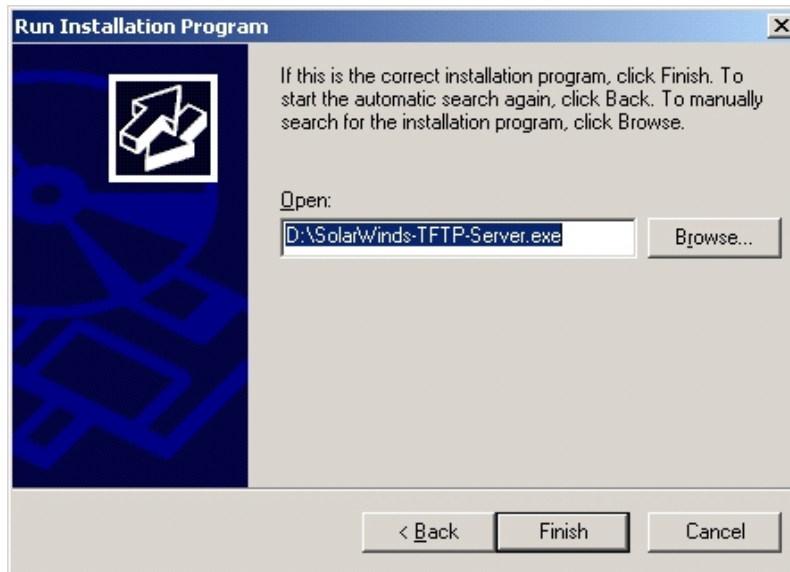 Run Installation Program
If this is the correct installation program, click Finish. To
start the automatic search again, click Back. To manually
search for the installation program, click Browse.
Open:
D:\SolarWinds-TFTP-Server.exe
Browse...
< Back
Finish
Cancel